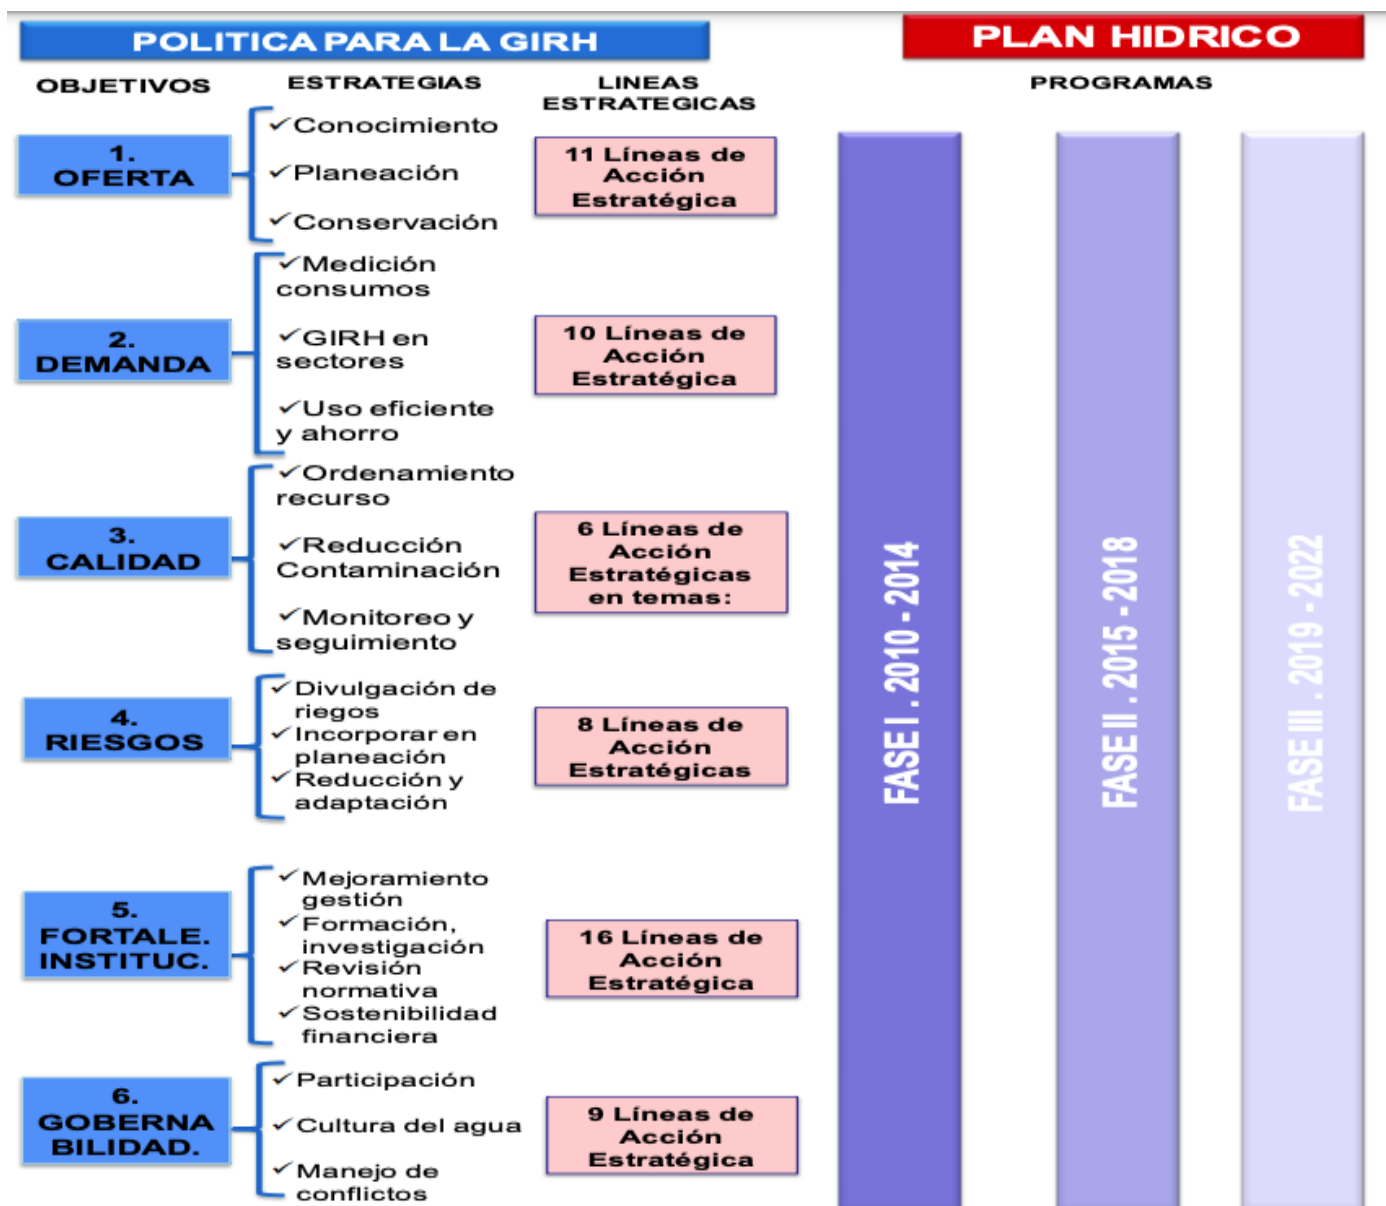 POLITICA PARA LA GIRH
PLAN HIDRICO
OBJETIVOS
ESTRATEGIAS
LINEAS
ESTRATEGICAS
PROGRAMAS
1.
OFERTA
✓Conocimiento
✓Planeación
✓Conservación
11 Líneas de
Acción
Estratégica
2.
DEMANDA
✓Medición
consumos
✓GIRH en
sectores
✓Uso eficiente
y ahorro
10 Líneas de
Acción
Estratégica
3.
CALIDAD
✓Ordenamiento
recurso
✓Reducción
Contaminación
✓Monitoreo y
seguimiento
6 Líneas de
Acción
Estratégicas
en temas:
4.
RIESGOS
✓Divulgación de
riegos
✓Incorporar en
planeación
✓Reducción y
adaptación
8 Líneas de
Acción
Estratégicas
5.
FORTALE.
INSTITUC.
✓Mejoramiento
gestión
✓Formación,
investigación
✓Revisión
normativa
✓Sostenibilidad
financiera
16 Líneas de
Acción
Estratégica
6.
GOBERNA
BILIDAD.
✓Participación
✓Cultura del agua
✓Manejo de
conflictos
9 Líneas de
Acción
Estratégica
FASE I . 2010 - 2014
FASE II . 2015 - 2018
FASE III . 2019 - 2022